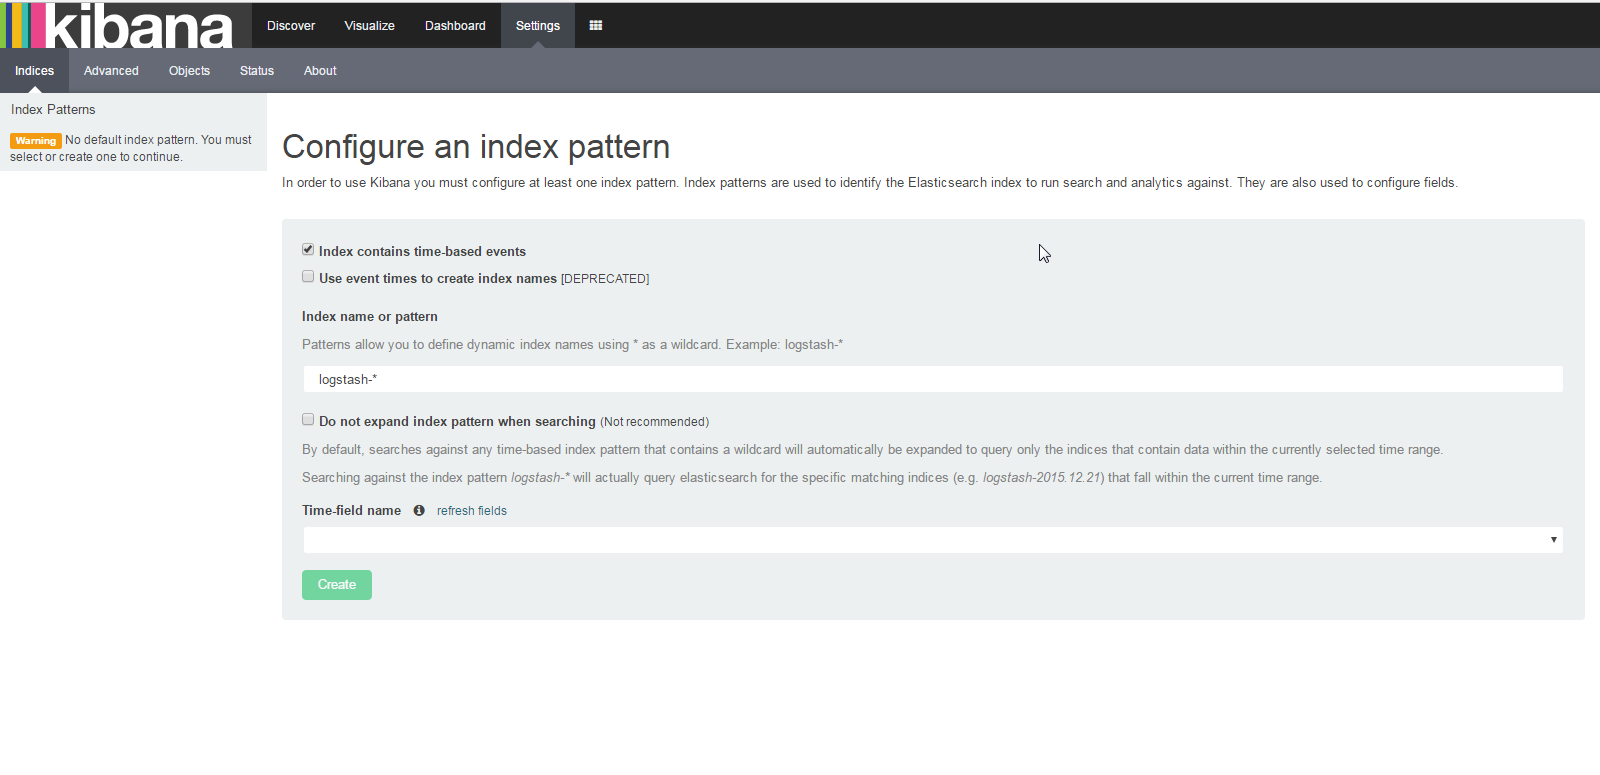 kibana
Discover
Visualize
Dashboard
Settings
Indices
Advanced
Objects
Status
About
Index Patterns
Warning No default index pattern. You must
select or create one to continue.
Configure an index pattern
In order to use Kibana you must configure at least one index pattern. Index patterns are used to identify the Elasticsearch index to run search and analytics against. They are also used to configure fields.
Index contains time-based events
Use event times to create index names [DEPRECATED]
Index name or pattern
Patterns allow you to define dynamic index names using * as a wildcard. Example: logstash-*
logstash-*
Do not expand index pattern when searching (Not recommended)
By default, searches against any time-based index pattern that contains a wildcard will automatically be expanded to query only the indices that contain data within the currently selected time range.
Searching against the index pattern logstash-* will actually query elasticsearch for the specific matching indices (e.g. logstash-2015.12.21) that fall within the current time range.
Time-field name refresh fields
Create